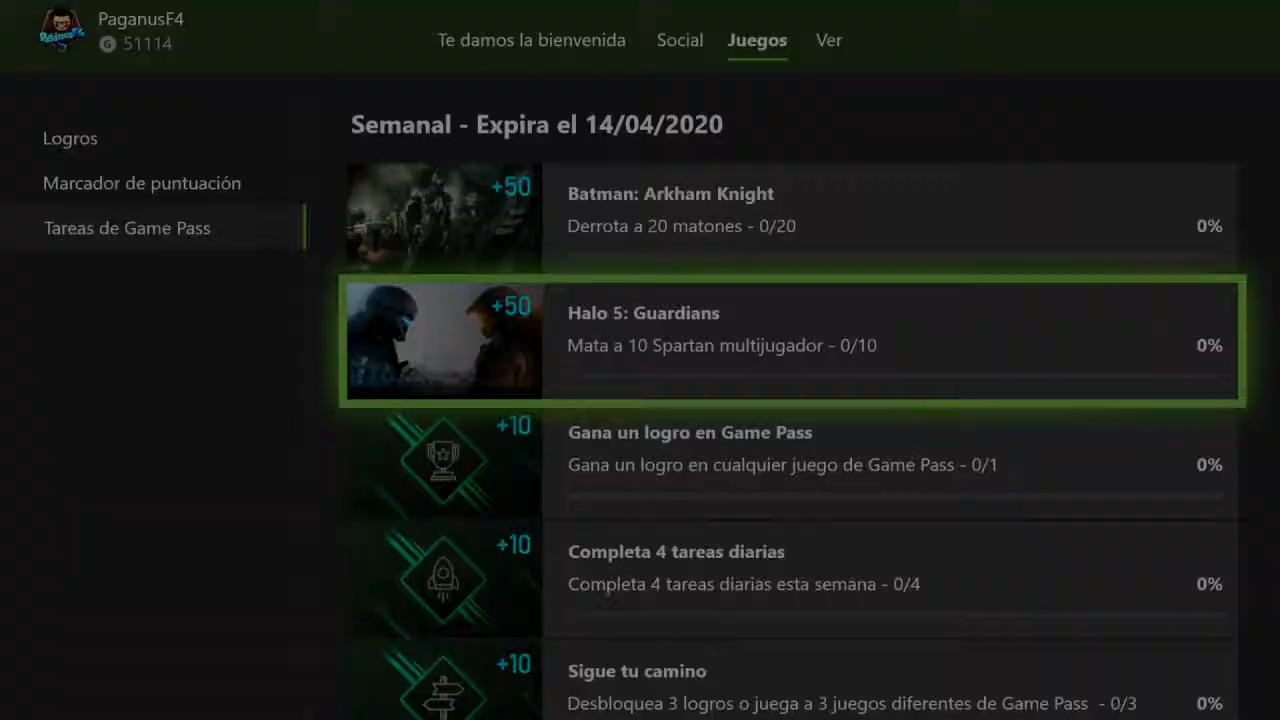 PaganusF4
G 51114
Te damos la bienvenida Social Juegos Ver
Logros
Marcador de puntuación
Tareas de Game Pass
Semanal - Expira el 14/04/2020
+50
Batman: Arkham Knight
Derrota a 20 matones - 0/20 0%
+50
Halo 5: Guardians
Mata a 10 Spartan multijugador - 0/10 0%
+10
Gana un logro en Game Pass
Gana un logro en cualquier juego de Game Pass - 0/1 0%
+10
Completa 4 tareas diarias
Completa 4 tareas diarias esta semana - 0/4 0%
+10
Sigue tu camino
Desbloquea 3 logros o juega a 3 juegos diferentes de Game Pass - 0/3 0%